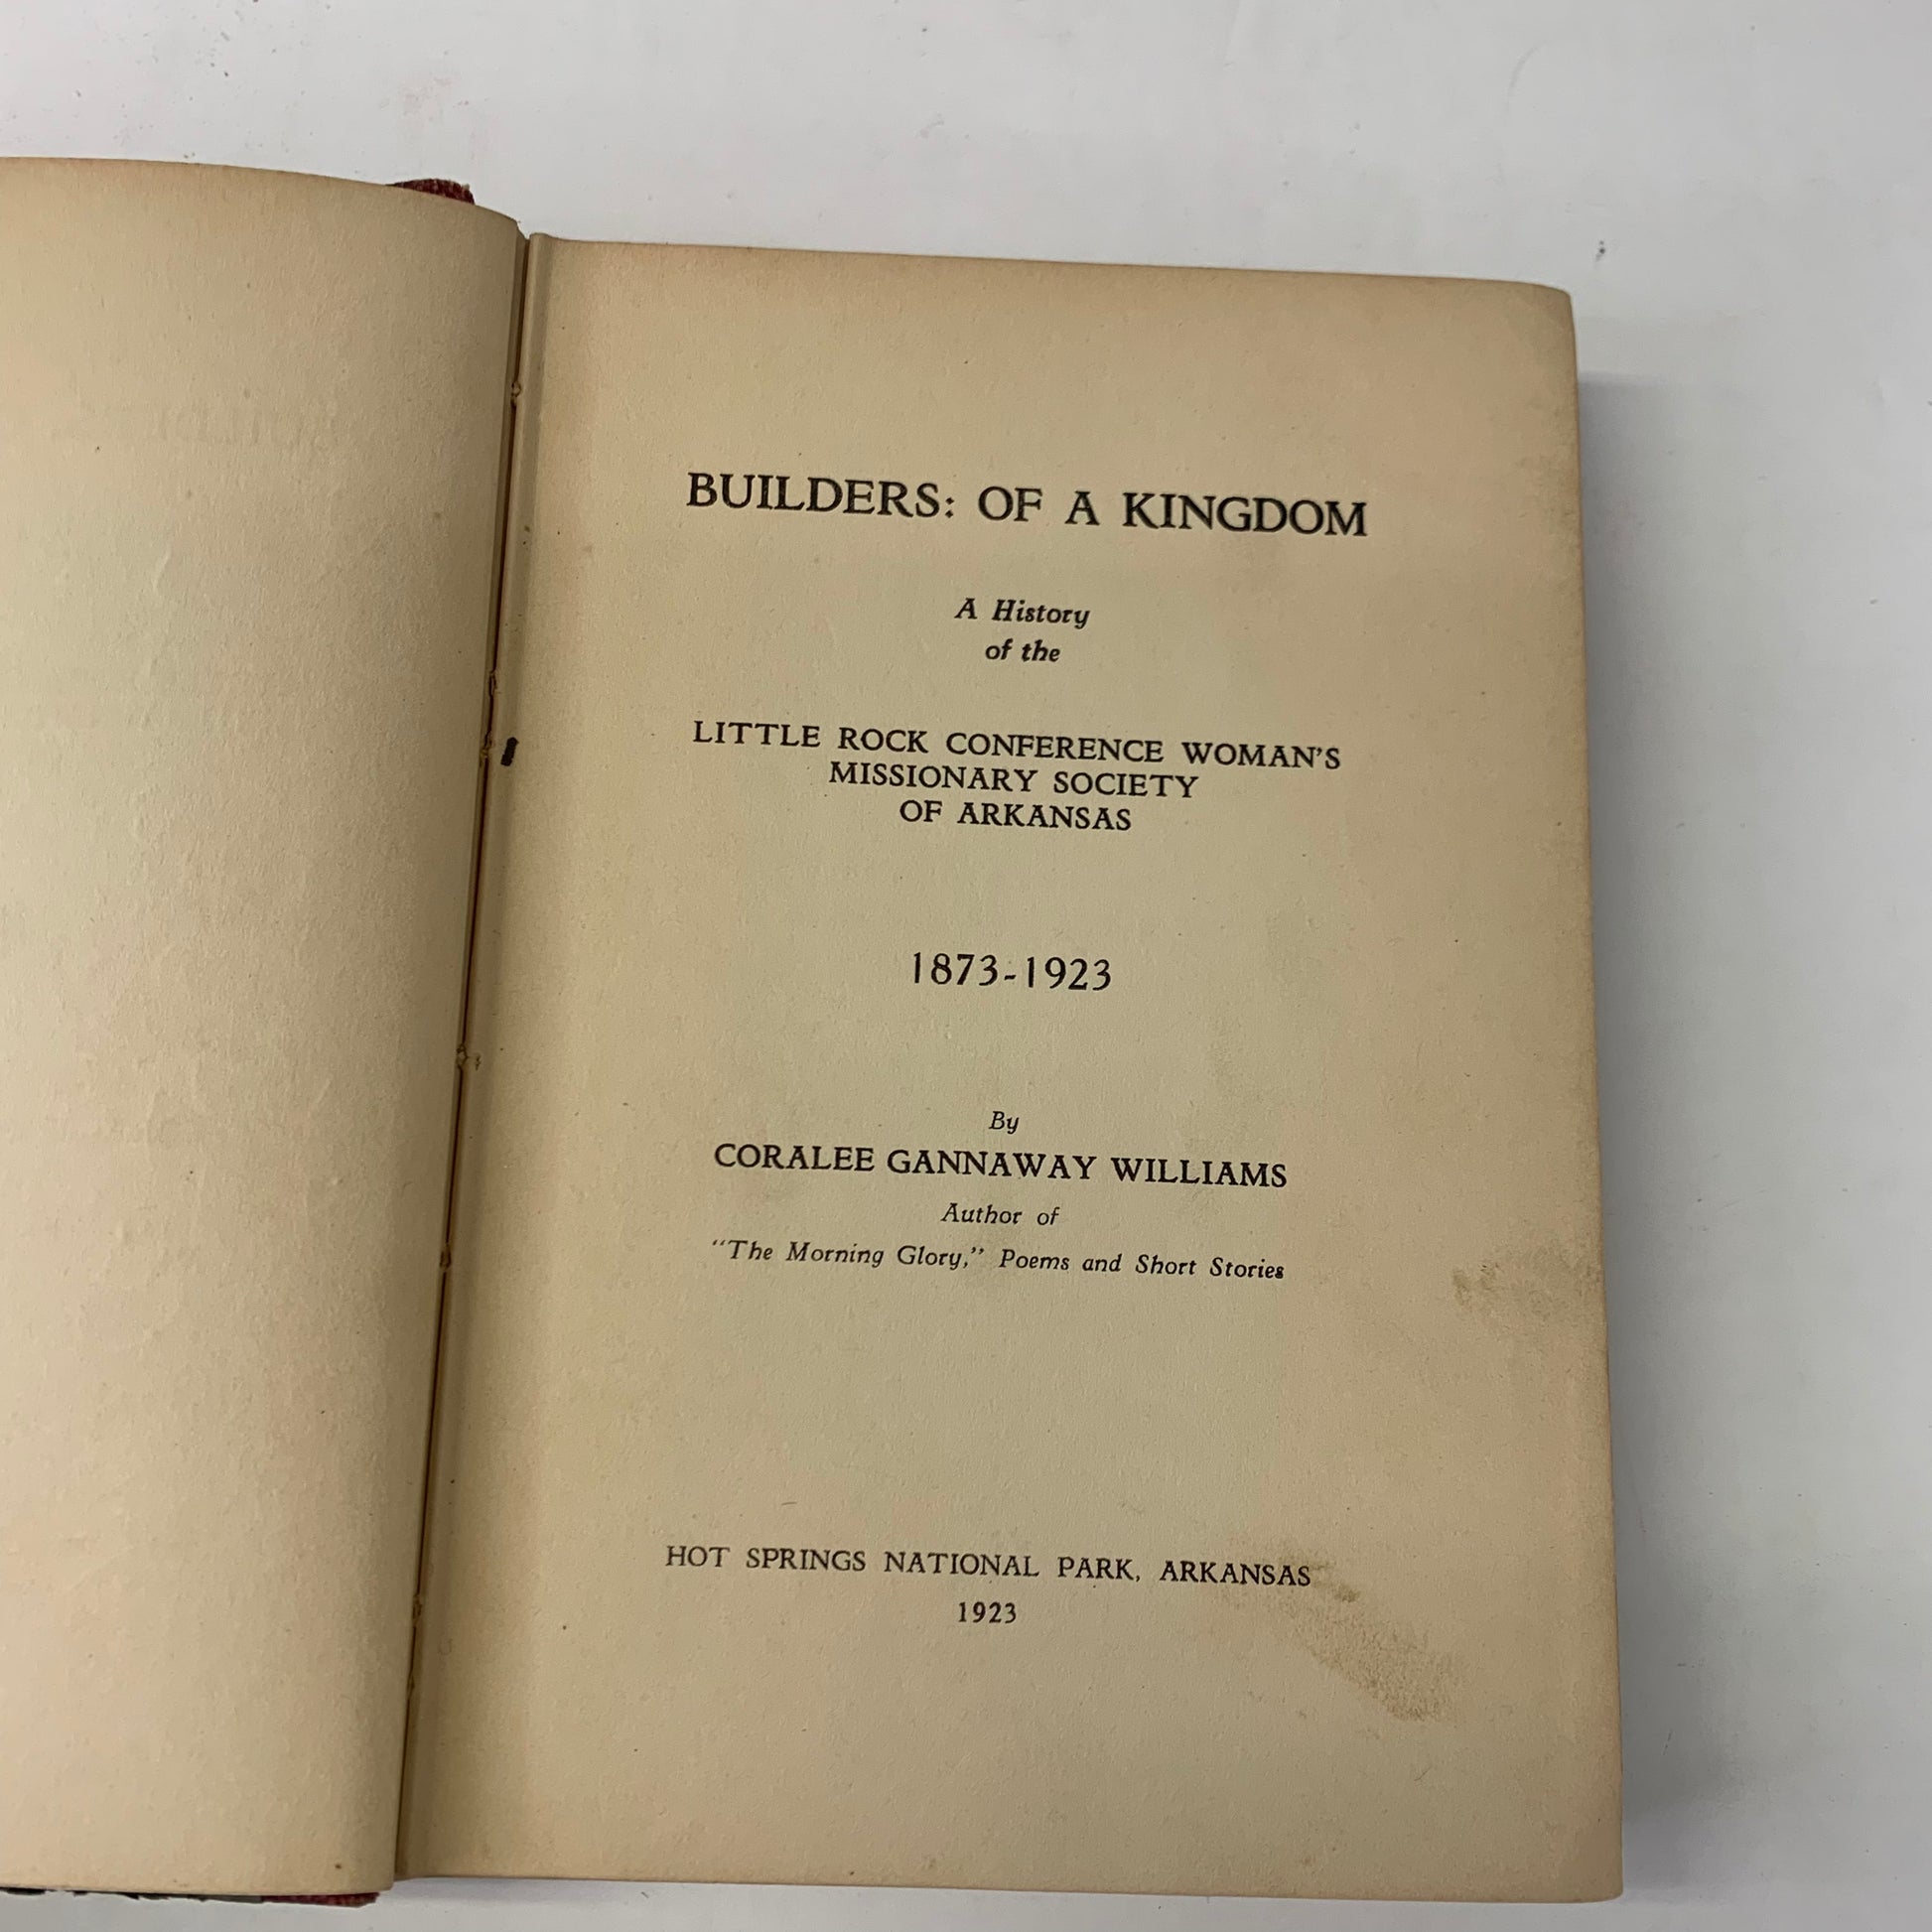 BUILDERS: OF A KINGDOM
A History
of the
LITTLE ROCK CONFERENCE WOMAN'S
MISSIONARY SOCIETY
OF ARKANSAS
1873-1923
By
CORALEE GANNAWAY WILLIAMS
Author of
"The Morning Glory," Poems and Short Stories
HOT SPRINGS NATIONAL PARK, ARKANSAS
1923